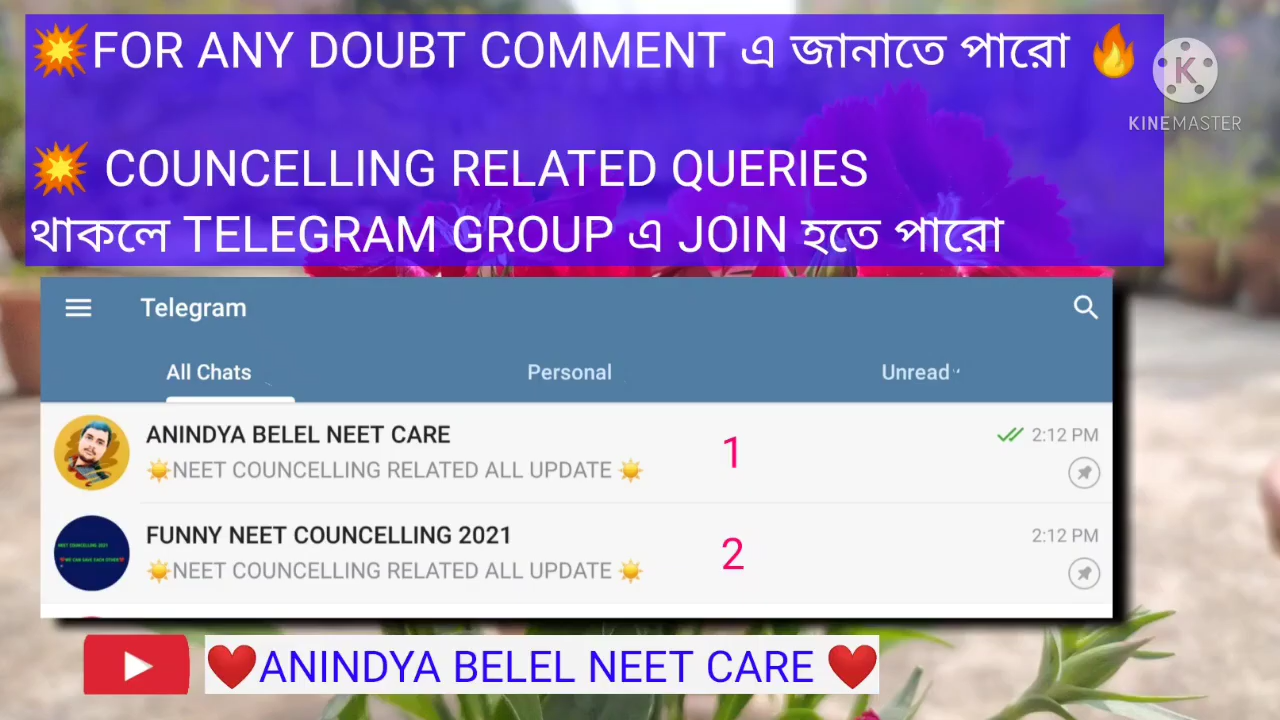 💥FOR ANY DOUBT COMMENT এ জানাতে পারো 🔥
K
KINEMASTER
💥 COUNCELLING RELATED QUERIES
থাকলে TELEGRAM GROUP এ JOIN হতে পারো
Telegram
All Chats Personal Unread
ANINDYA BELEL NEET CARE 1 2:12 PM
☀️NEET COUNCELLING RELATED ALL UPDATE ☀️
FUNNY NEET COUNCELLING 2021 2 2:12 PM
☀️NEET COUNCELLING RELATED ALL UPDATE ☀️
❤️ANINDYA BELEL NEET CARE ❤️